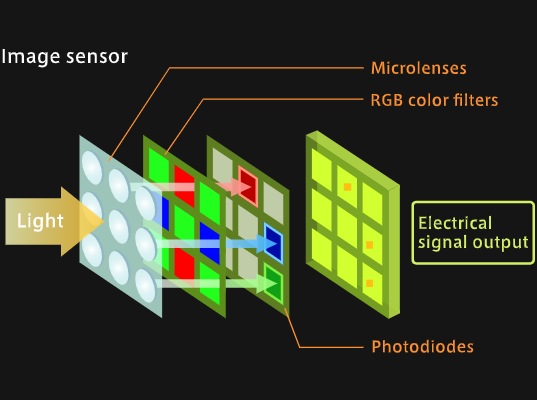 Image sensor
Microlenses
RGB color filters
Light
Electrical
signal output
Photodiodes